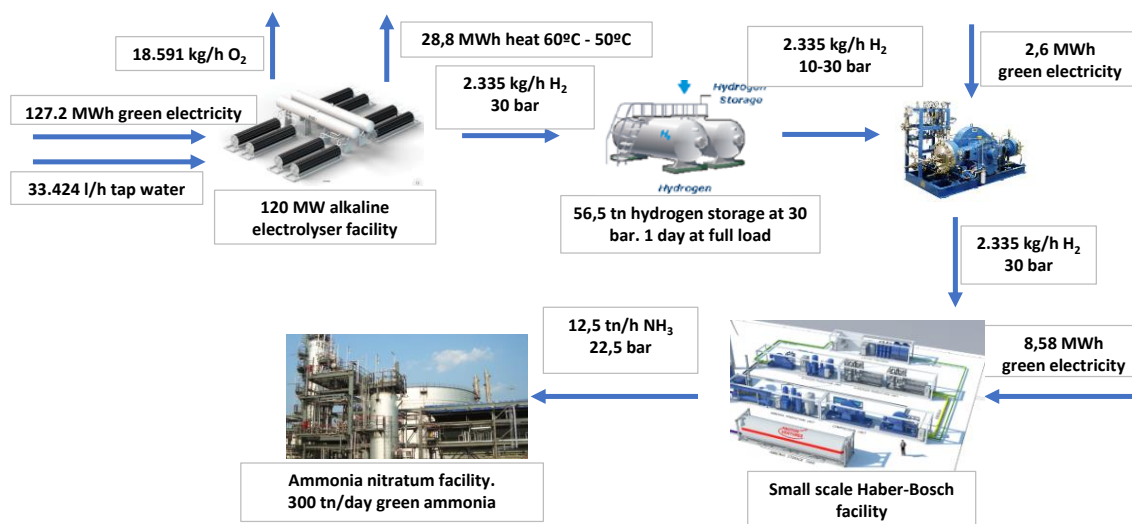 18.591 kg/h O2
28,8 MWh heat 60ºC - 50ºC
127.2 MWh green electricity
33.424 l/h tap water
120 MW alkaline
electrolyser facility
2.335 kg/h H2
30 bar
Hydrogen
Storage
H2
Hydrogen
56,5 tn hydrogen storage at 30
bar. 1 day at full load
2.335 kg/h H2
10-30 bar
2,6 MWh
green electricity
2.335 kg/h H2
30 bar
8,58 MWh
green electricity
Small scale Haber-Bosch
facility
12,5 tn/h NH3
22,5 bar
Ammonia nitratum facility.
300 tn/day green ammonia